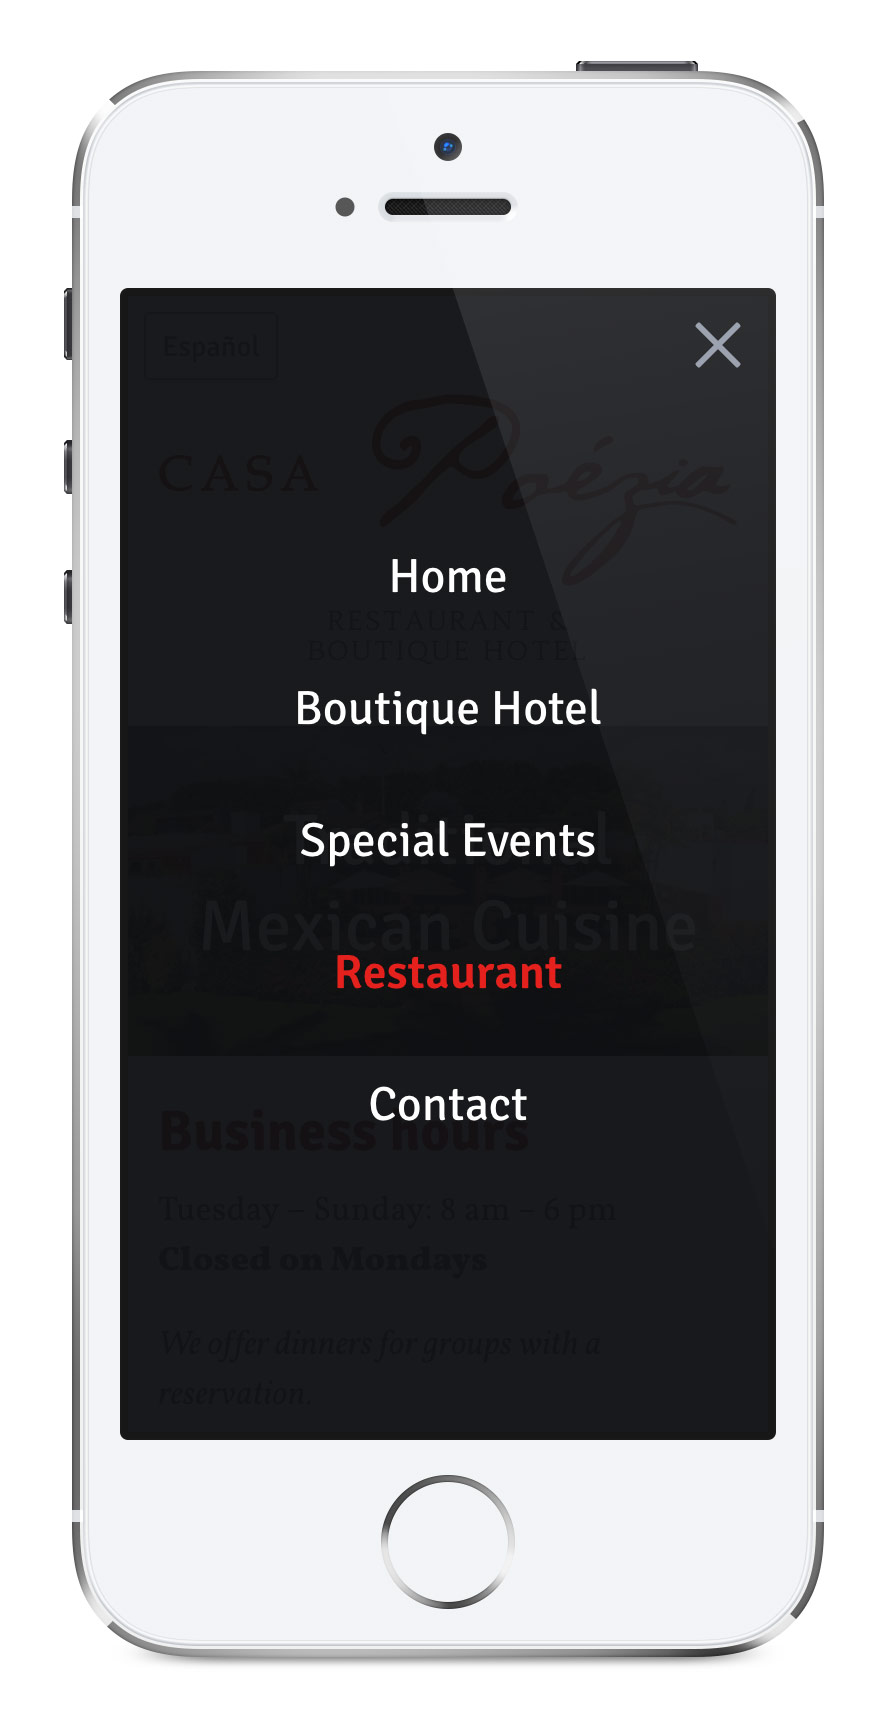 Español
CASA Poézia
Home
RESTAURANT &
BOUTIQUE HOTEL
Boutique Hotel
Traditional
Special Events
Mexican Cuisine
Restaurant
Contact
Business hours
Tuesday – Sunday: 8 am – 6 pm
Closed on Mondays
We offer dinners for groups with a
reservation.